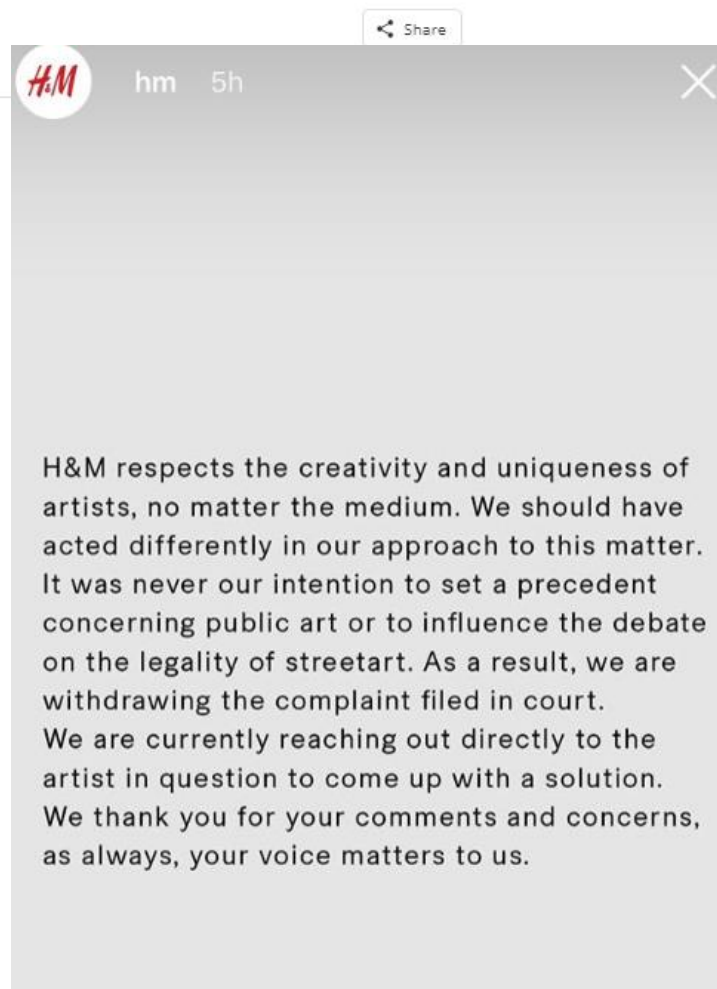 Share
H&M hm 5h
H&M respects the creativity and uniqueness of
artists, no matter the medium. We should have
acted differently in our approach to this matter.
It was never our intention to set a precedent
concerning public art or to influence the debate
on the legality of streetart. As a result, we are
withdrawing the complaint filed in court.
We are currently reaching out directly to the
artist in question to come up with a solution.
We thank you for your comments and concerns,
as always, your voice matters to us.